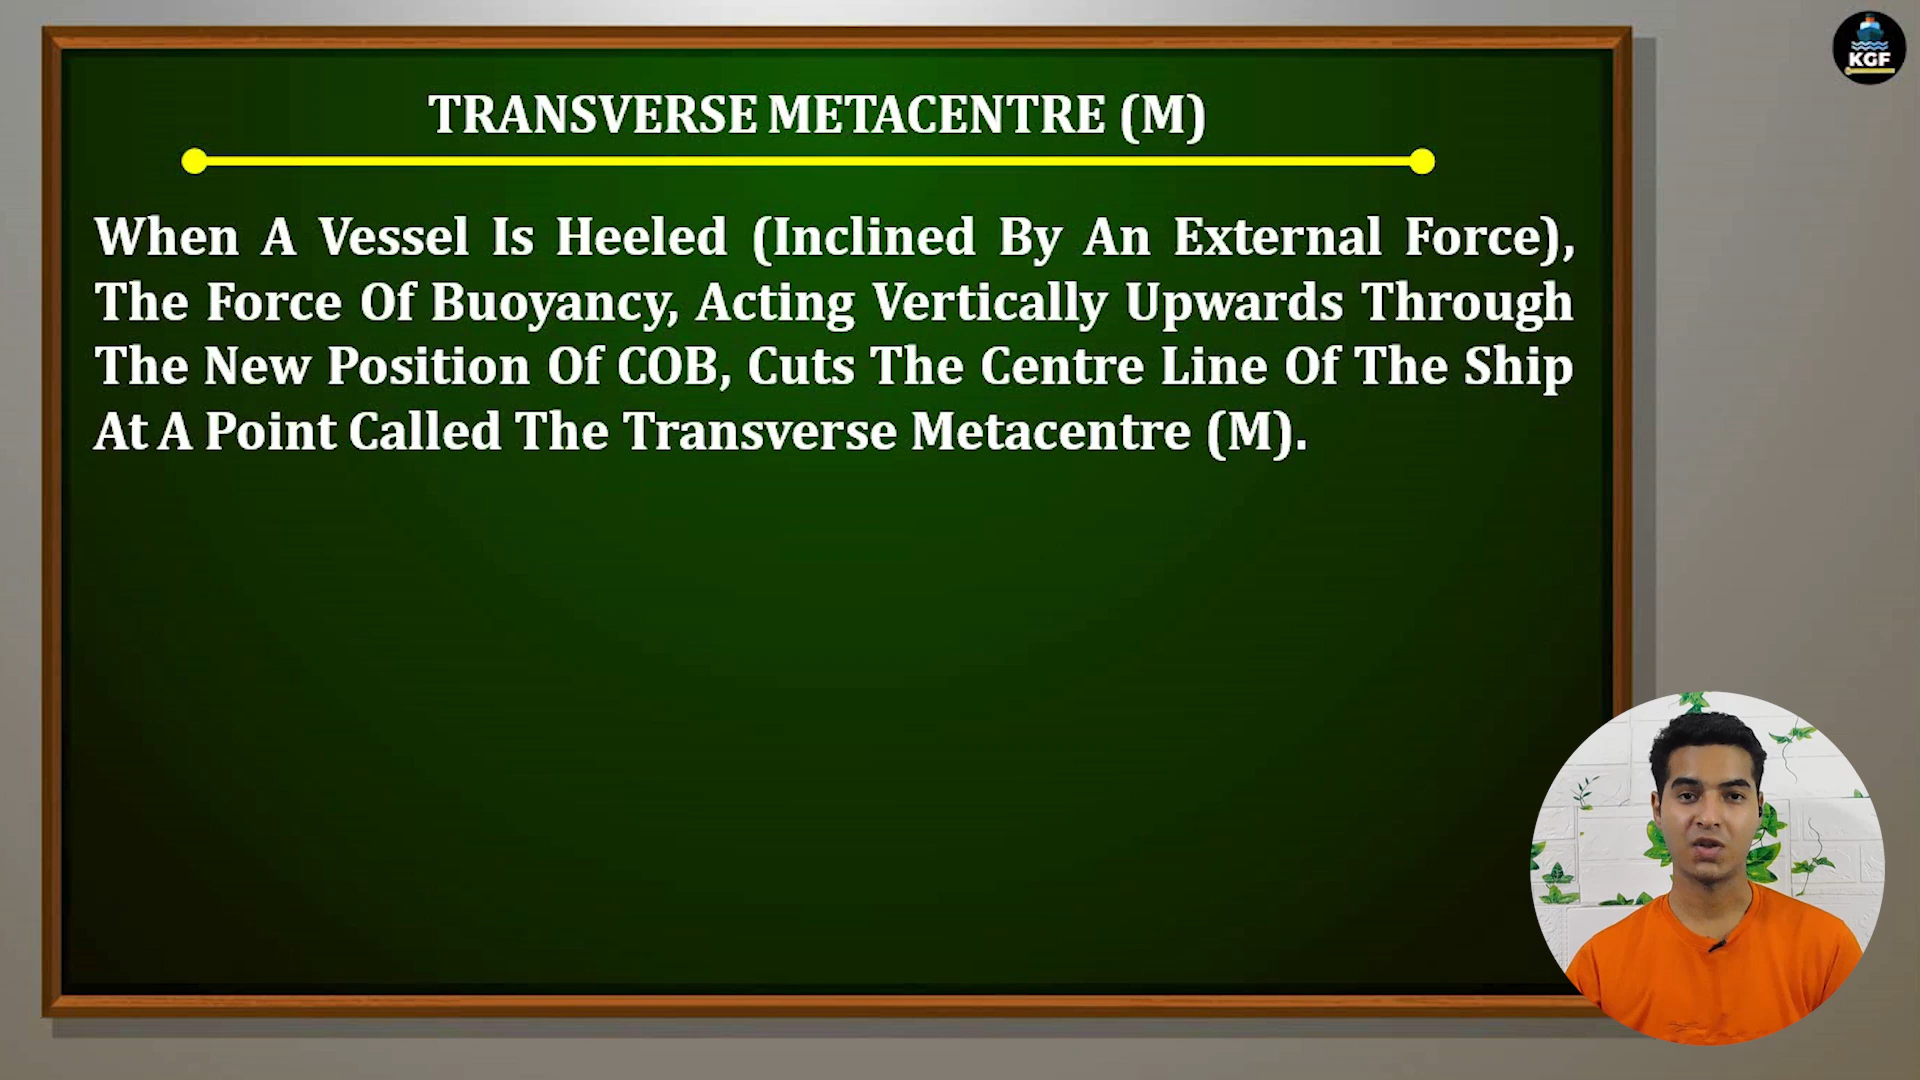 KGF
TRANSVERSE METACENTRE (M)
When A Vessel Is Heeled (Inclined By An External Force),
The Force Of Buoyancy, Acting Vertically Upwards Through
The New Position Of COB, Cuts The Centre Line Of The Ship
At A Point Called The Transverse Metacentre (M).